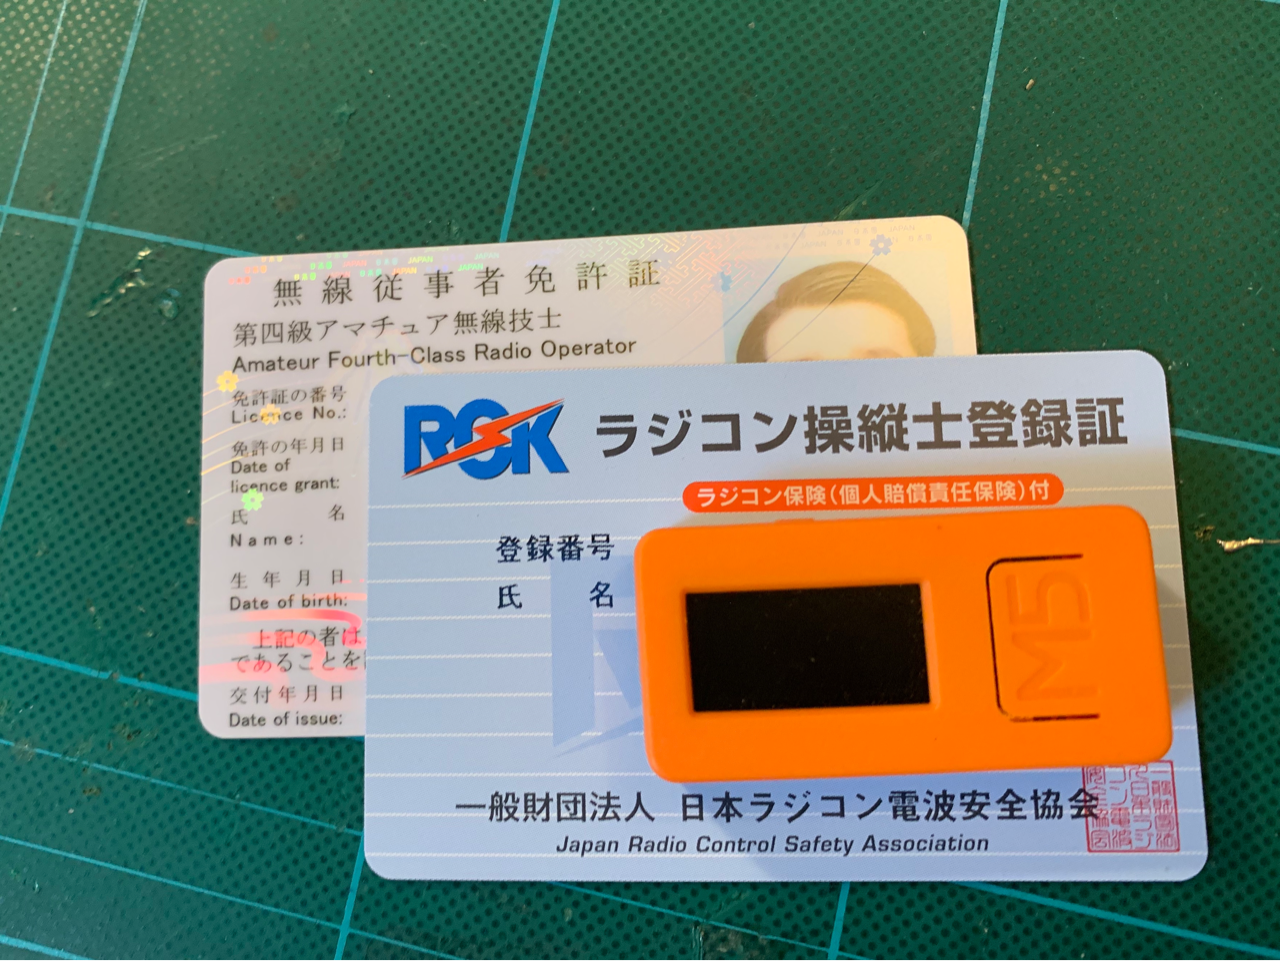 無線従事者免許証
第四級アマチュア無線技士
Amateur Fourth-Class Radio Operator
免許証の番号
Licence No.:
免許の年月日
Date of
licence grant:
氏 名
Name:
生年月日
Date of birth:
上記の者は
であることを
交付年月日
Date of issue:
RCK
ラジコン操縦士登録証
ラジコン保険(個人賠償責任保険)付
登録番号
氏 名
M5
一般財団法人 日本ラジコン電波安全協会
Japan Radio Control Safety Association